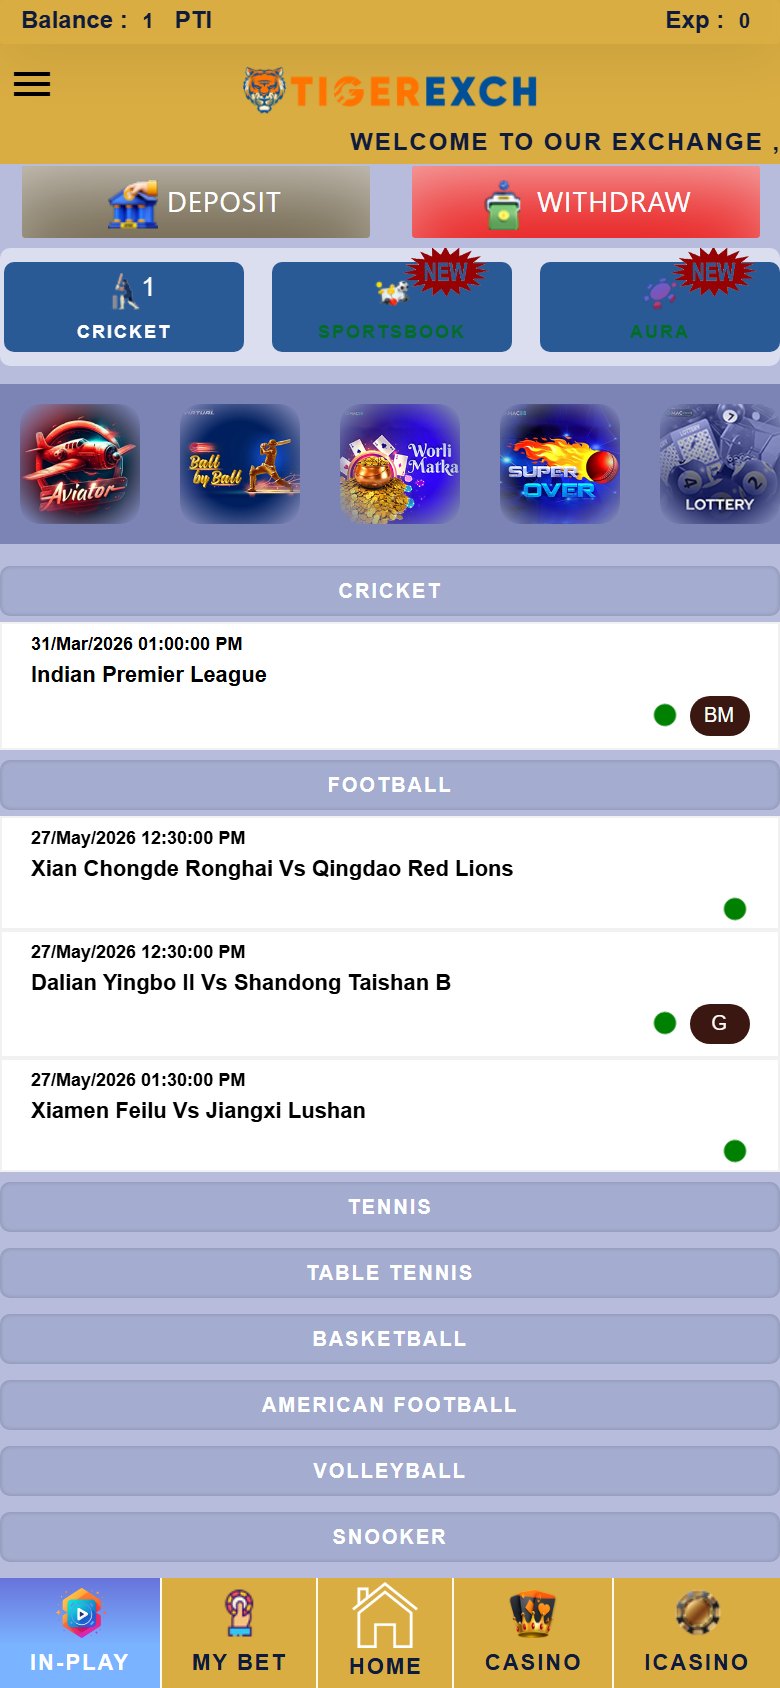 Balance : 1 PTI Exp : 0
TIGEREXCH
WELCOME TO OUR EXCHANGE ,
DEPOSIT WITHDRAW
NEW NEW
1
CRICKET SPORTSBOOK AURA
VIRTUAL
Aviator
Ball by Ball
Worli Matka
SUPER OVER
LOTTERY
CRICKET
31/Mar/2026 01:00:00 PM
Indian Premier League
BM
FOOTBALL
27/May/2026 12:30:00 PM
Xian Chongde Ronghai Vs Qingdao Red Lions
27/May/2026 12:30:00 PM
Dalian Yingbo II Vs Shandong Taishan B
G
27/May/2026 01:30:00 PM
Xiamen Feilu Vs Jiangxi Lushan
TENNIS
TABLE TENNIS
BASKETBALL
AMERICAN FOOTBALL
VOLLEYBALL
SNOOKER
IN-PLAY MY BET HOME CASINO ICASINO